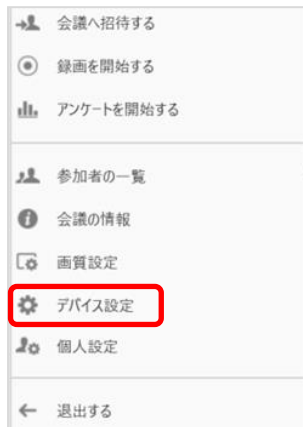 会議へ招待する
録画を開始する
アンケートを開始する
参加者の一覧
会議の情報
画質設定
デバイス設定
個人設定
退出する